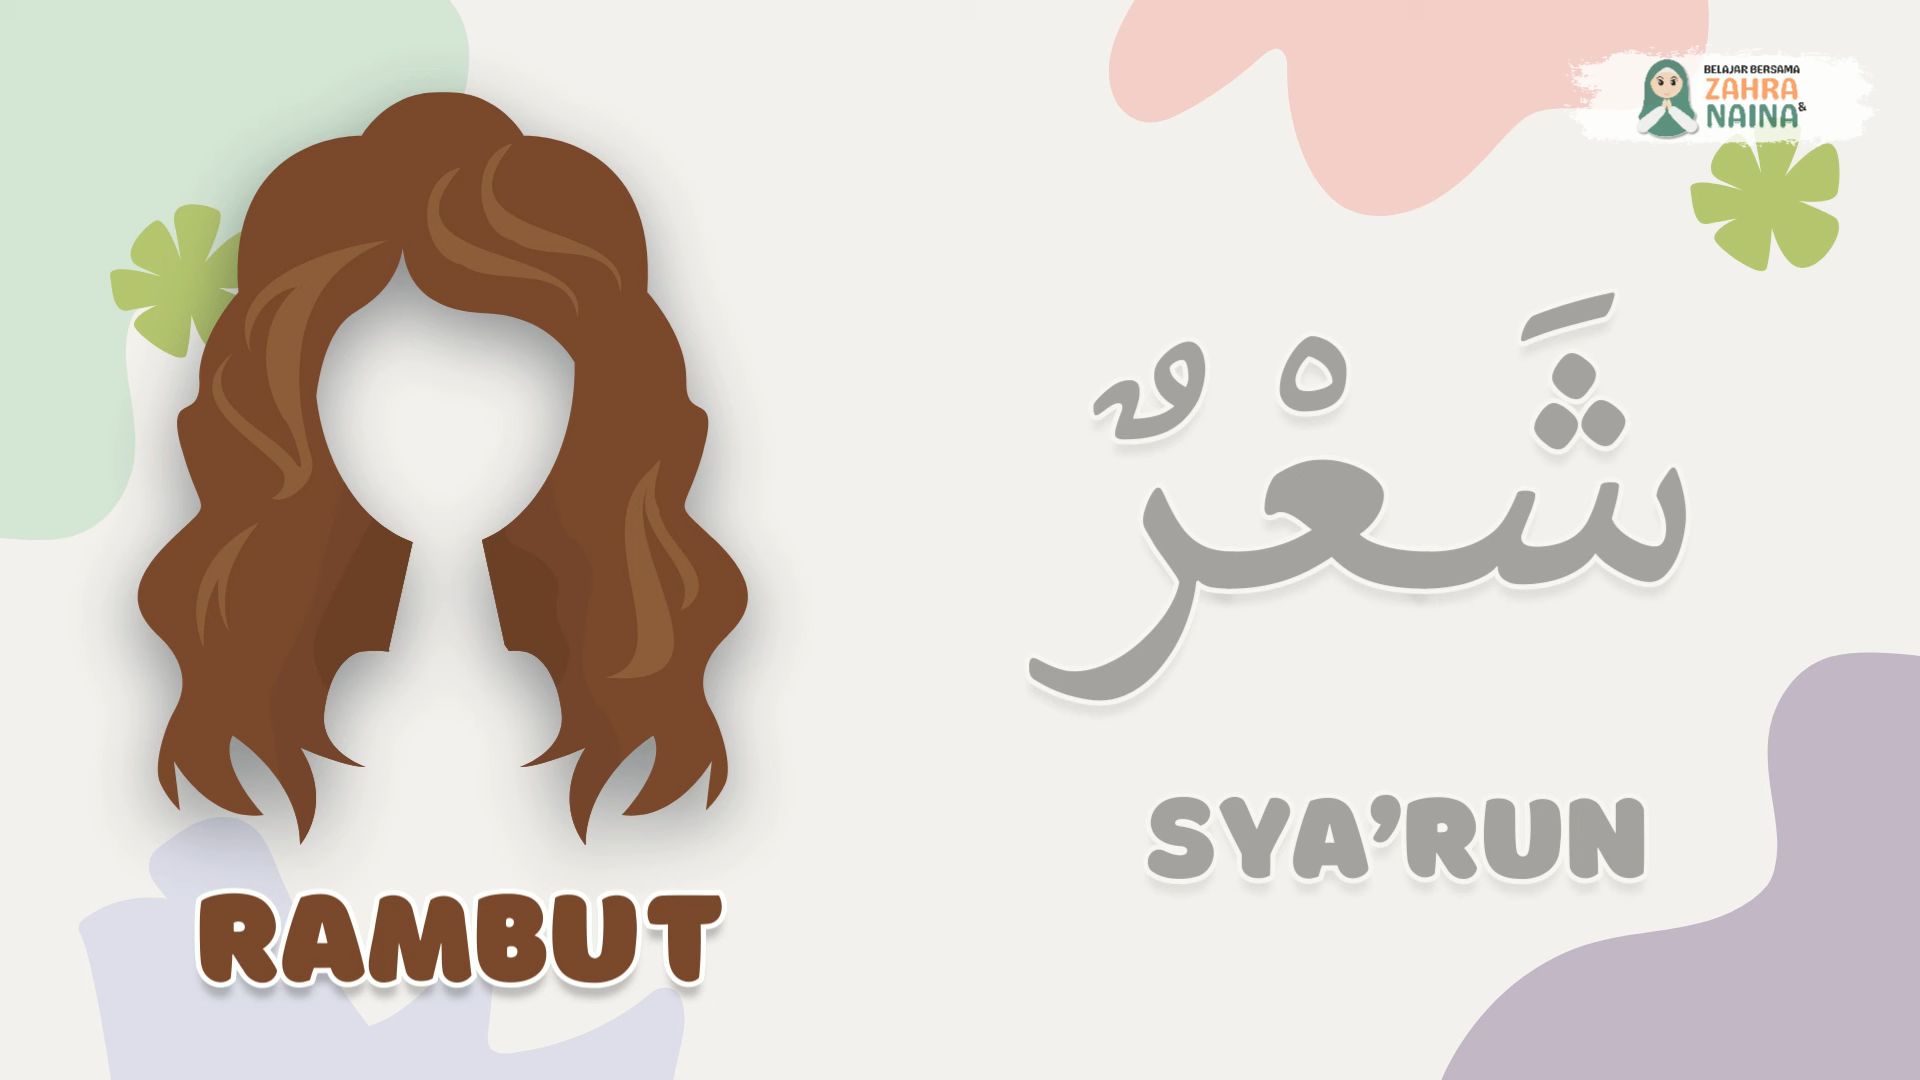 BELAJAR BERSAMA
ZAHRA
& NAINA
شَعْرٌ
SYA’RUN
RAMBUT